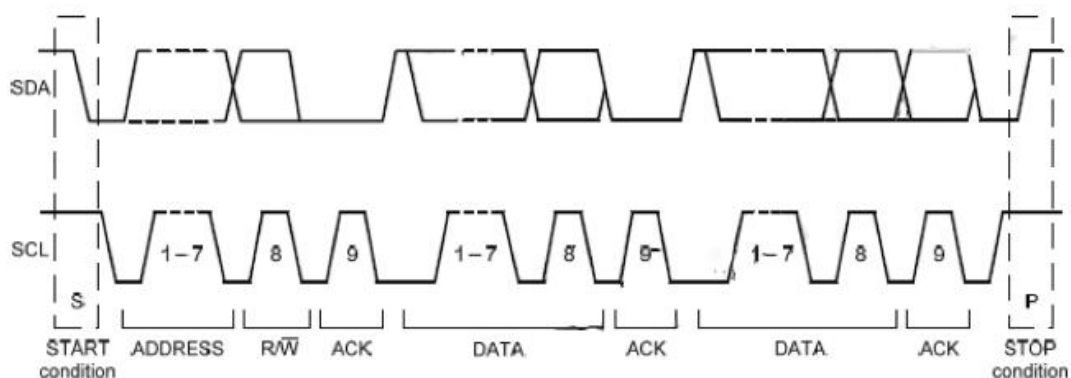 SDA
SCL
1–7 8 9 1–7 8 9 1–7 8 9
S P
START ADDRESS R/W̅ ACK DATA ACK DATA ACK STOP
condition condition